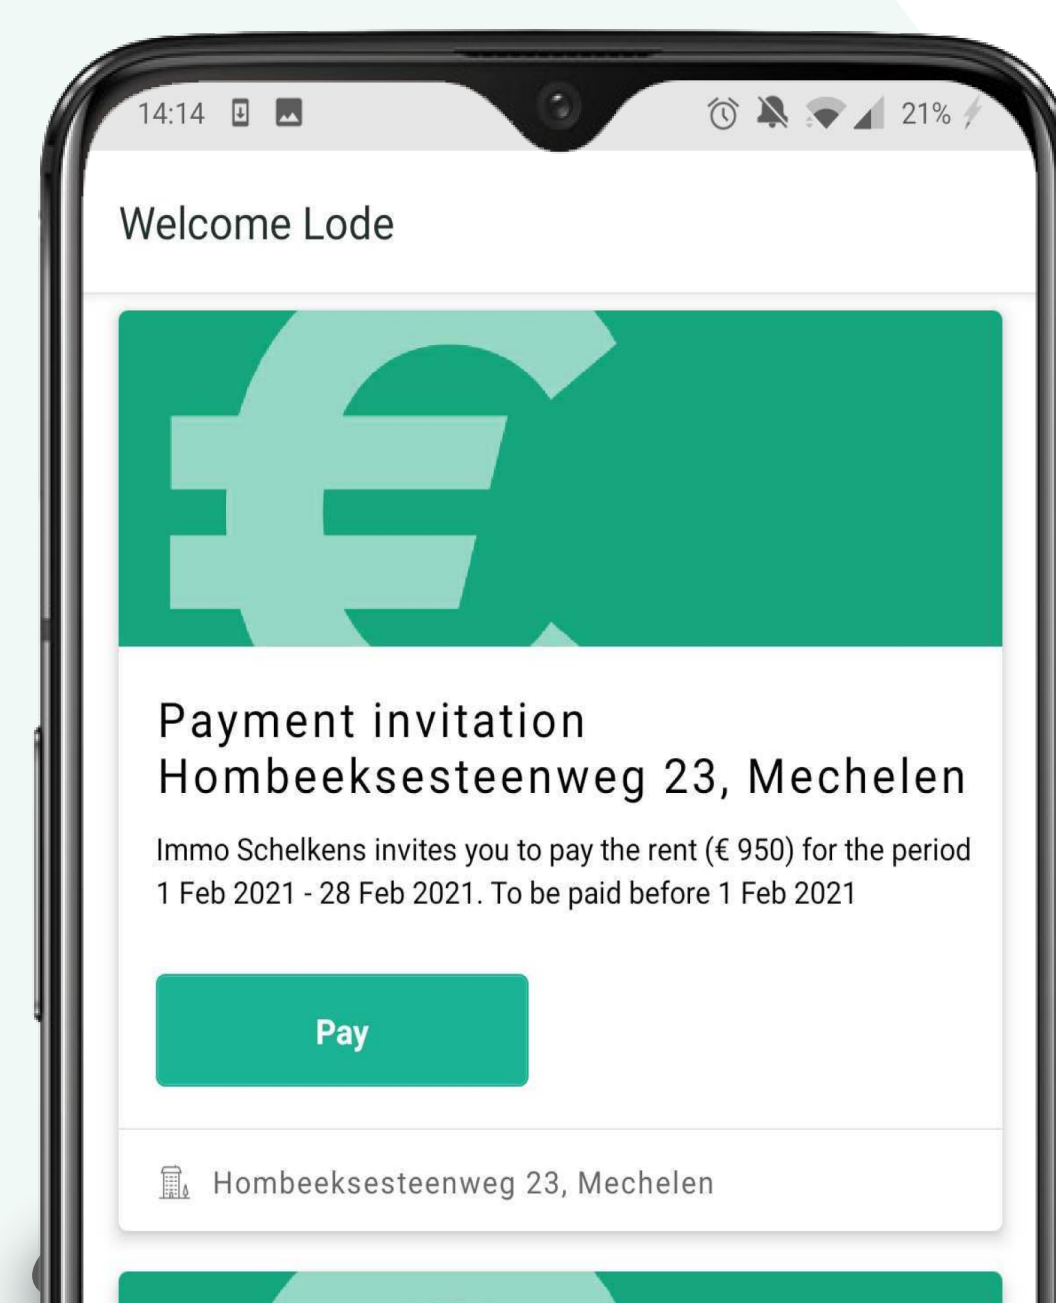 14:14 21%
Welcome Lode
€
Payment invitation
Hombeeksesteenweg 23, Mechelen
Immo Schelkens invites you to pay the rent (€ 950) for the period
1 Feb 2021 - 28 Feb 2021. To be paid before 1 Feb 2021
Pay
Hombeeksesteenweg 23, Mechelen